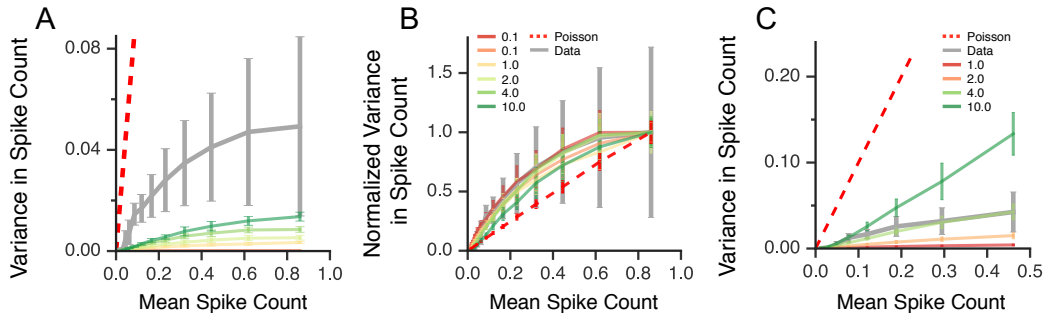 A
Variance in Spike Count
0.08
0.04
0.00
0.0 0.2 0.4 0.6 0.8 1.0
Mean Spike Count
B
Normalized Variance
in Spike Count
0.1
0.1
1.0
2.0
4.0
10.0
Poisson
Data
1.5
1.0
0.5
0.0
0.0 0.2 0.4 0.6 0.8 1.0
Mean Spike Count
C
Variance in Spike Count
Poisson
Data
1.0
2.0
4.0
10.0
0.20
0.10
0.00
0.0 0.1 0.2 0.3 0.4 0.5
Mean Spike Count